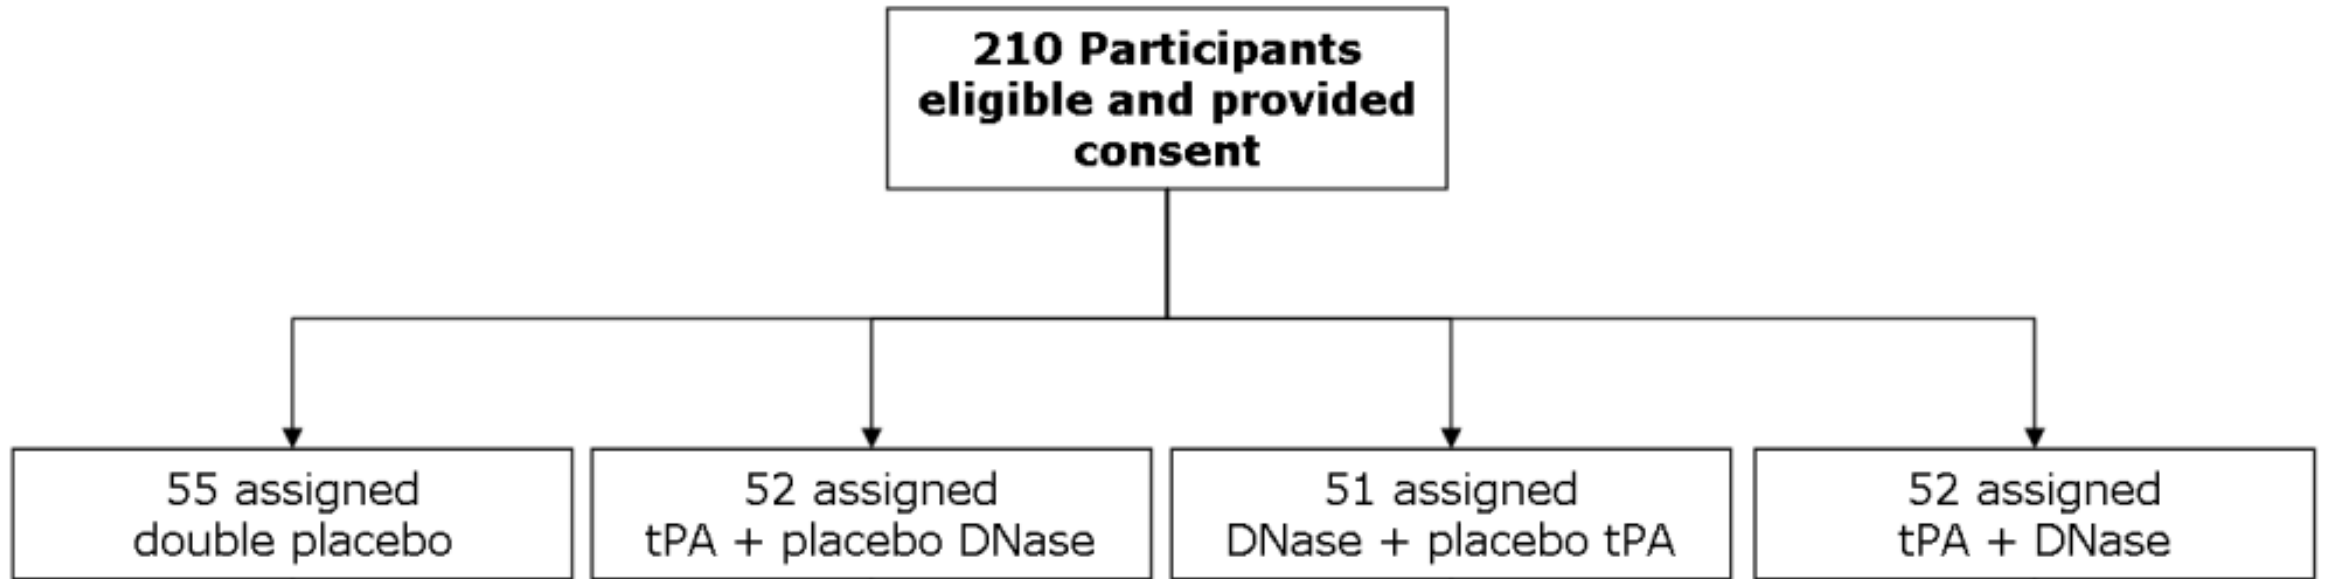 210 Participants
eligible and provided
consent
55 assigned
double placebo
52 assigned
tPA + placebo DNase
51 assigned
DNase + placebo tPA
52 assigned
tPA + DNase